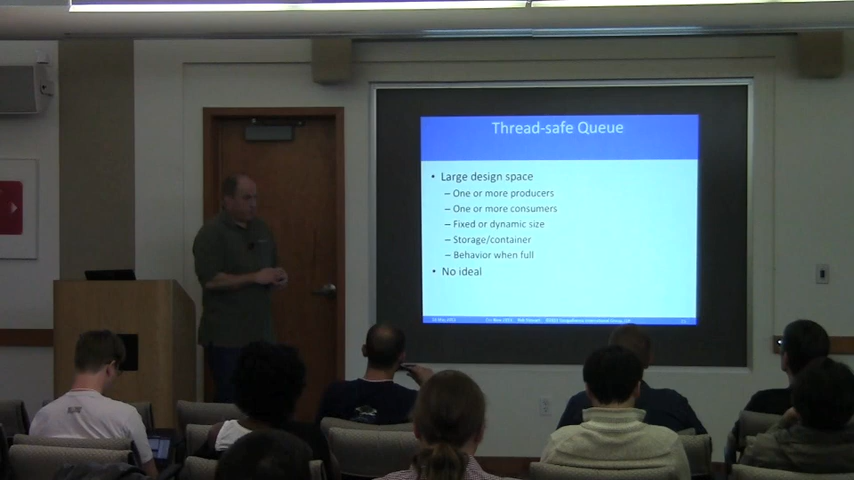 Thread-safe Queue
• Large design space
– One or more producers
– One or more consumers
– Fixed or dynamic size
– Storage/container
– Behavior when full
• No ideal